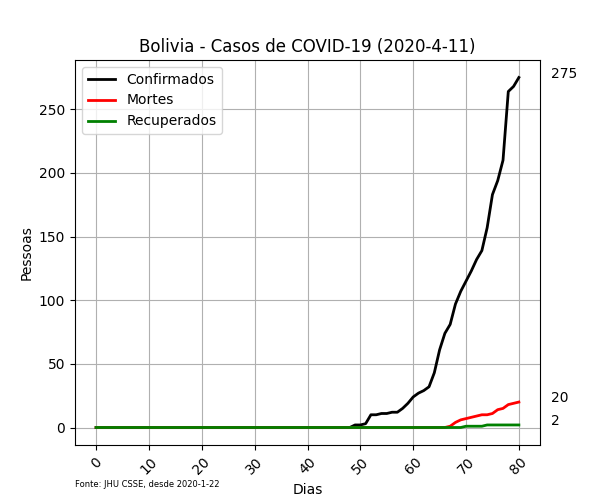 Bolivia - Casos de COVID-19 (2020-4-11)
Confirmados
Mortes
Recuperados
275
20
2
250
200
150
100
50
0
Pessoas
0 10 20 30 40 50 60 70 80
Dias
Fonte: JHU CSSE, desde 2020-1-22